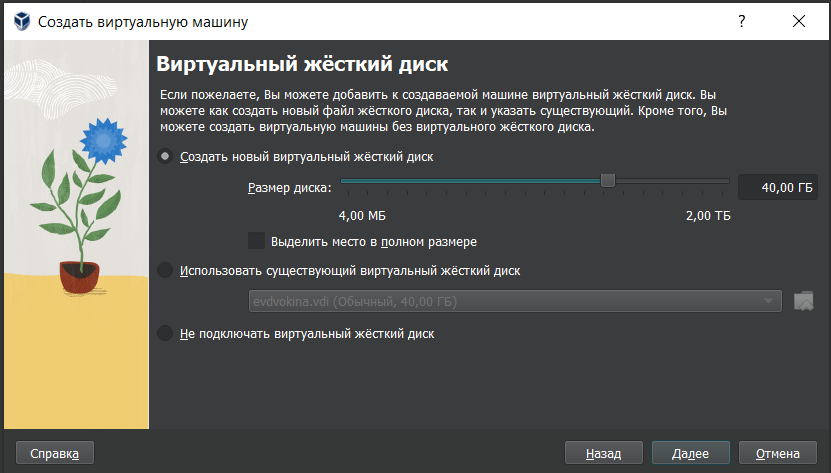 Создать виртуальную машину
?
Виртуальный жёсткий диск
Если пожелаете, Вы можете добавить к создаваемой машине виртуальный жёсткий диск. Вы
можете как создать новый файл жёсткого диска, так и указать существующий. Кроме того, Вы
можете создать виртуальную машины без виртуального жёсткого диска.
Создать новый виртуальный жёсткий диск
Размер диска:
40,00 ГБ
4,00 МБ
2,00 ТБ
Выделить место в полном размере
Использовать существующий виртуальный жёсткий диск
evdvokina.vdi (Обычный, 40,00 ГБ)
Не подключать виртуальный жёсткий диск
Справка
Назад
Далее
Отмена